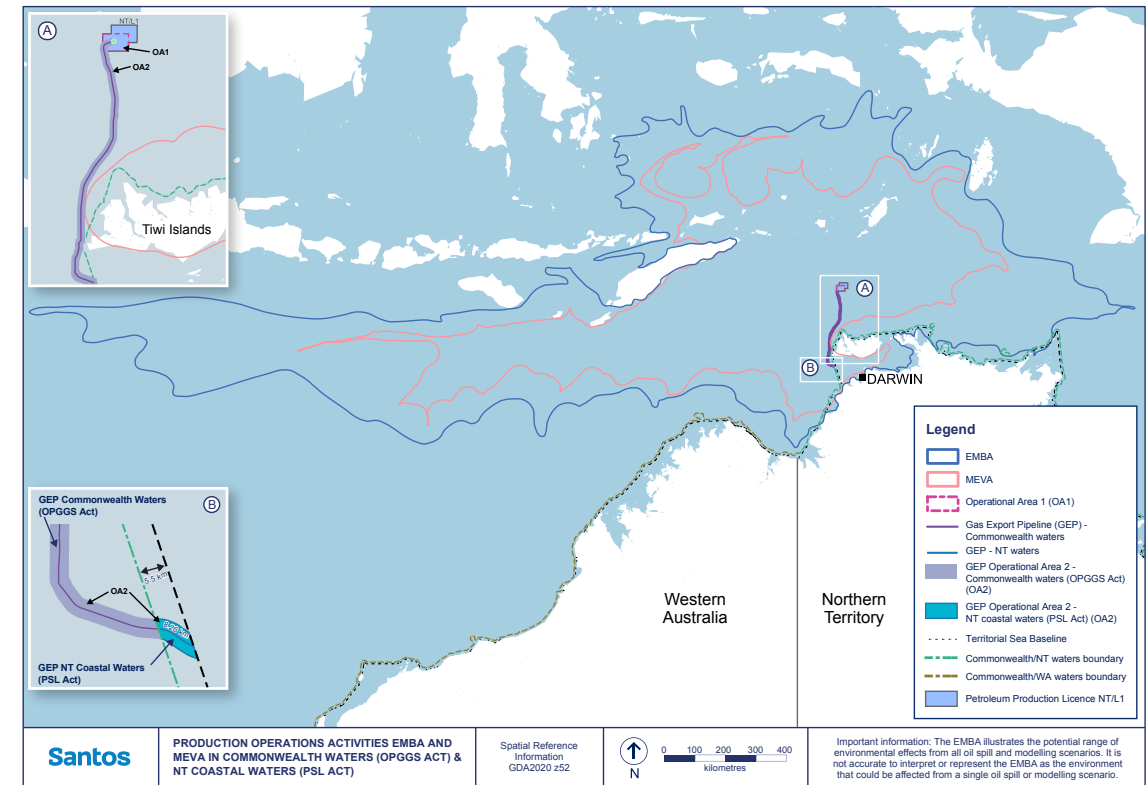 A
NT/L1
OA1
OA2
Tiwi Islands
A
B
DARWIN
B
GEP Commonwealth Waters
(OPGGS Act)
5.5 km
OA2
8.26 km
GEP NT Coastal Waters
(PSL Act)
Western
Australia
Northern
Territory
Legend
EMBA
MEVA
Operational Area 1 (OA1)
Gas Export Pipeline (GEP) -
Commonwealth waters
GEP - NT waters
GEP Operational Area 2 -
Commonwealth waters (OPGGS Act)
(OA2)
GEP Operational Area 2 -
NT coastal waters (PSL Act) (OA2)
Territorial Sea Baseline
Commonwealth/NT waters boundary
Commonwealth/WA waters boundary
Petroleum Production Licence NT/L1
Santos
PRODUCTION OPERATIONS ACTIVITIES EMBA AND
MEVA IN COMMONWEALTH WATERS (OPGGS ACT) &
NT COASTAL WATERS (PSL ACT)
Spatial Reference
Information
GDA2020 z52
N
0 100 200 300 400
kilometres
Important information: The EMBA illustrates the potential range of
environmental effects from all oil spill and modelling scenarios. It is
not accurate to interpret or represent the EMBA as the environment
that could be affected from a single oil spill or modelling scenario.